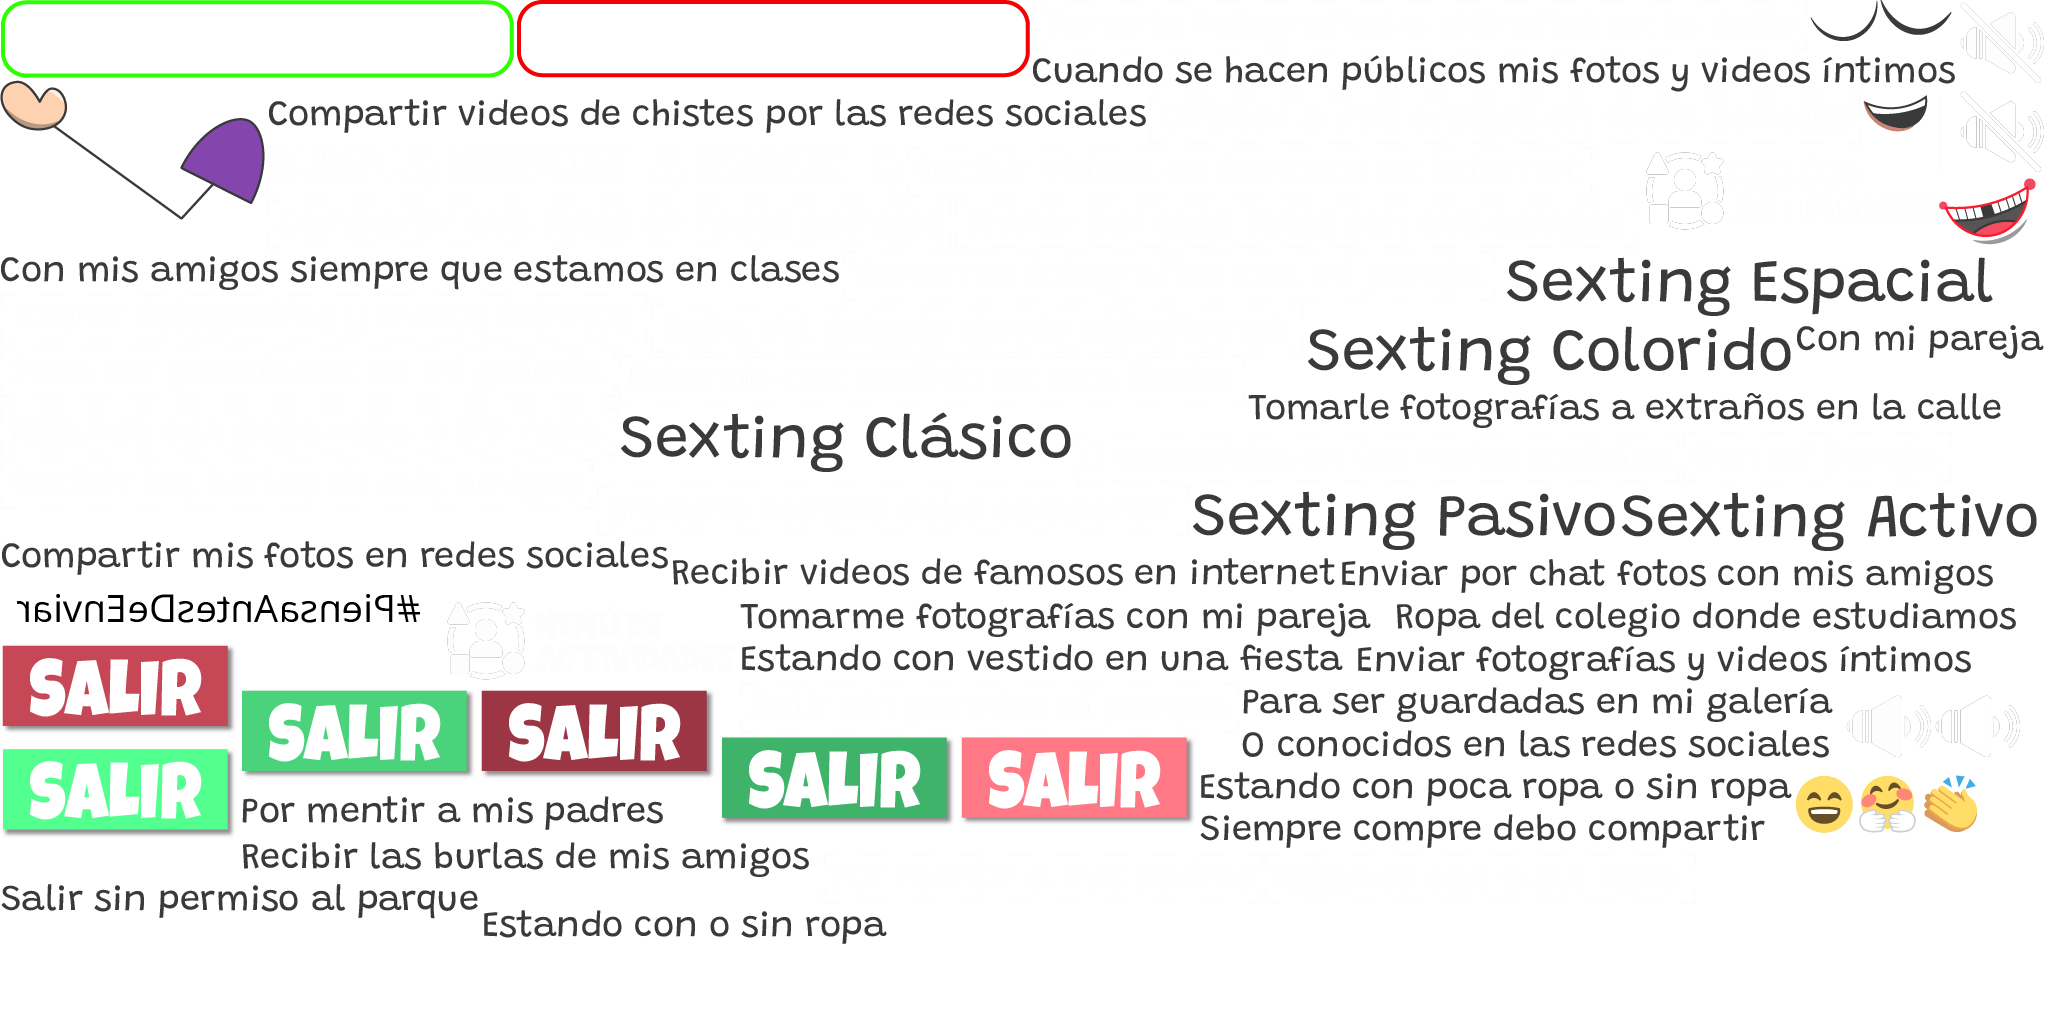 Cuando se hacen públicos mis fotos y videos íntimos
Compartir videos de chistes por las redes sociales
Con mis amigos siempre que estamos en clases
Sexting Espacial
Sexting Colorido
Con mi pareja
Tomarle fotografías a extraños en la calle
Sexting Clásico
Sexting Pasivo
Sexting Activo
Compartir mis fotos en redes sociales
Recibir videos de famosos en internet
Enviar por chat fotos con mis amigos
#PiensaAntesDeEnviar
MENÚ DE
ACTIVIDADES
Tomarme fotografías con mi pareja
Ropa del colegio donde estudiamos
Estando con vestido en una fiesta
Enviar fotografías y videos íntimos
SALIR
SALIR
SALIR
Para ser guardadas en mi galería
O conocidos en las redes sociales
SALIR
SALIR
SALIR
Estando con poca ropa o sin ropa
Siempre compre debo compartir
Por mentir a mis padres
Recibir las burlas de mis amigos
Salir sin permiso al parque
Estando con o sin ropa